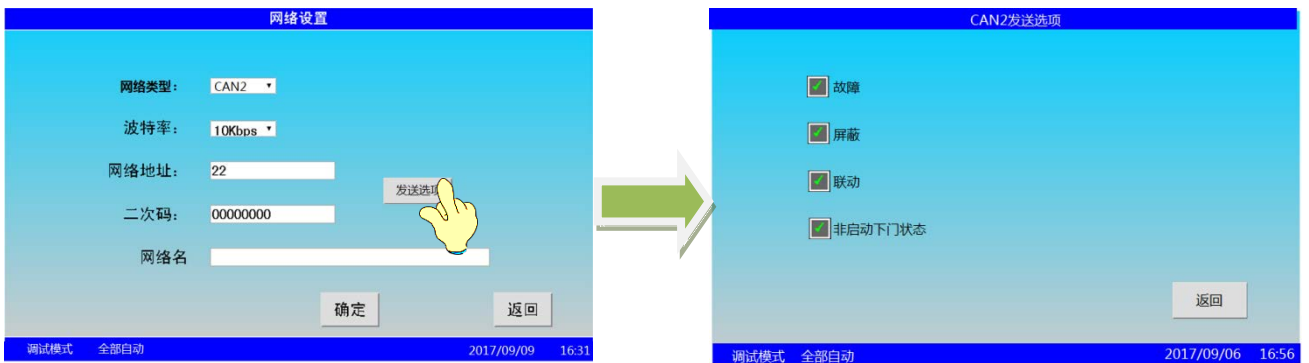 网络设置
网络类型： CAN2
波特率： 10Kbps
网络地址： 22
发送选项
二次码： 00000000
网络名
确定 返回
调试模式 全部自动 2017/09/09 16:31
CAN2发送选项
故障
屏蔽
联动
非启动下门状态
返回
调试模式 全部自动 2017/09/06 16:56